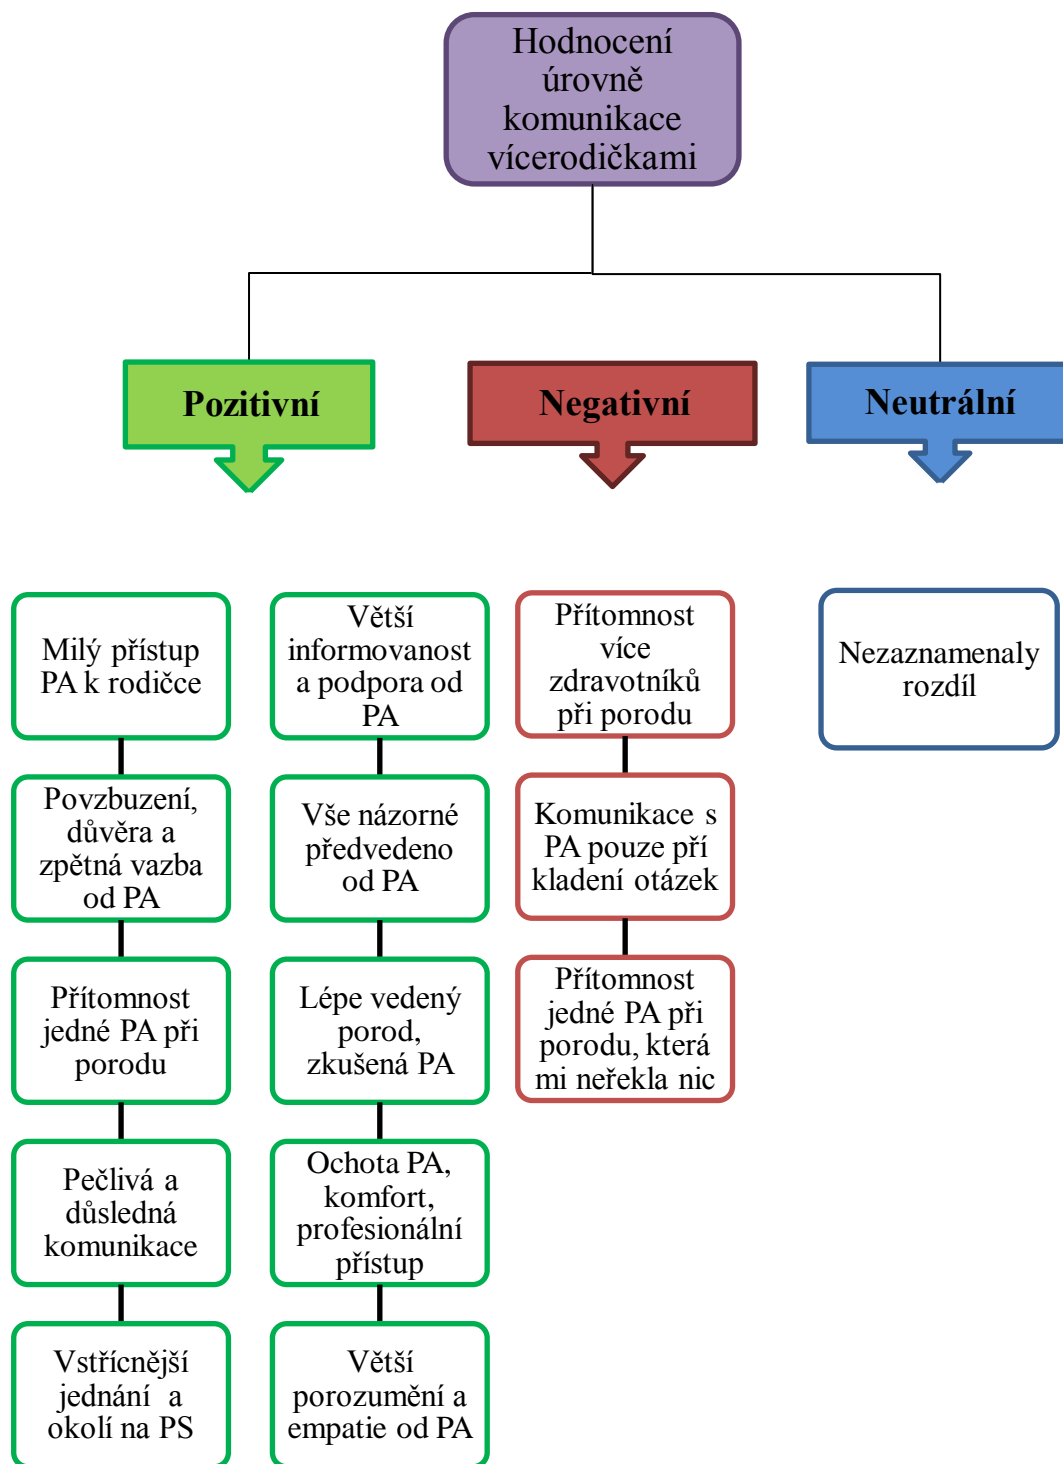 Hodnocení
úrovně
komunikace
vícerodičkami
Pozitivní
Negativní
Neutrální
Milý přístup
PA k rodičce
Povzbuzení,
důvěra a
zpětná vazba
od PA
Přítomnost
jedné PA při
porodu
Pečlivá a
důsledná
komunikace
Vstřícnější
jednání a
okolí na PS
Větší
informovanost
a podpora od
PA
Vše názorné
předvedeno
od PA
Lépe vedený
porod,
zkušená PA
Ochota PA,
komfort,
profesionální
přístup
Větší
porozumění a
empatie od PA
Přítomnost
více
zdravotníků
při porodu
Komunikace s
PA pouze pří
kladení otázek
Přítomnost
jedné PA při
porodu, která
mi neřekla nic
Nezaznamenaly
rozdíl